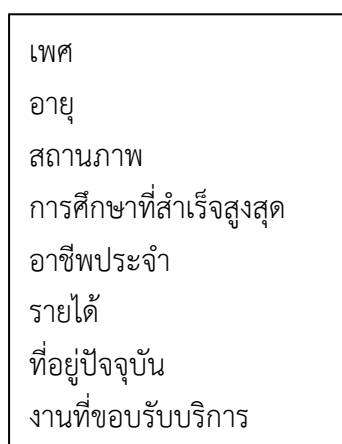 เพศ
อายุ
สถานภาพ
การศึกษาที่สำเร็จสูงสุด
อาชีพประจำ
รายได้
ที่อยู่ปัจจุบัน
งานที่ขอบรับบริการ